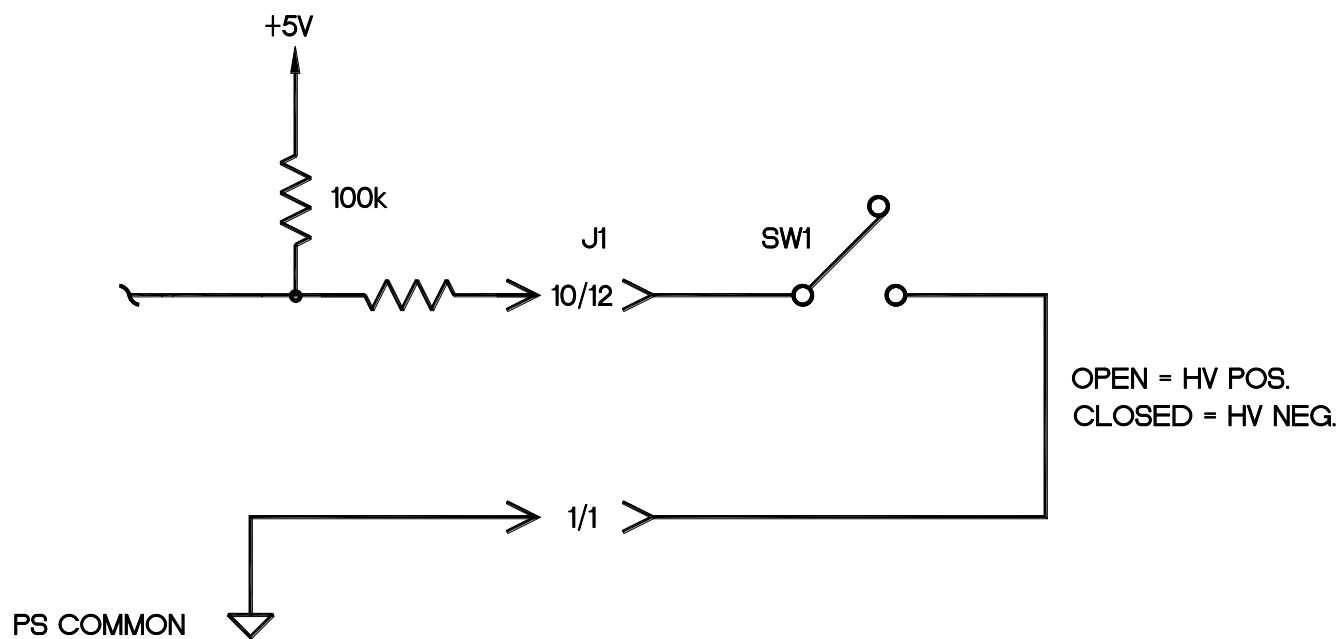 +5V
100k
J1
SW1
10/12
OPEN = HV POS.
CLOSED = HV NEG.
1/1
PS COMMON